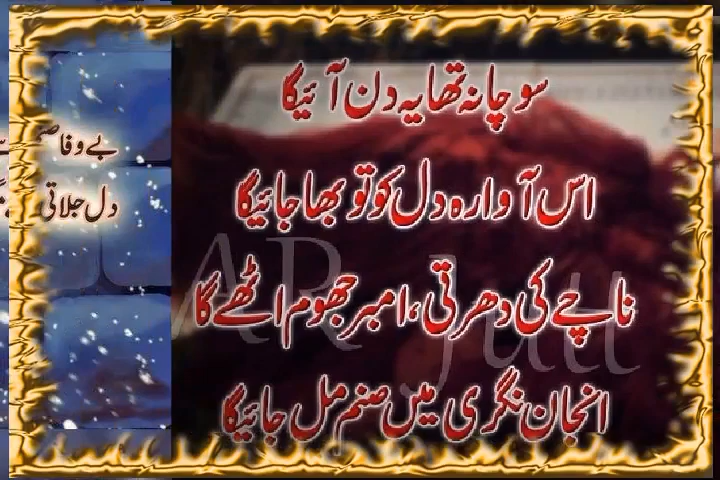 سوچا نہ تھا یہ دن آئیگا
اس آوارہ دل کو تو بھا جائیگا
ناچے کی دھرتی، امبر جھوم اٹھے گا
انجان نگری میں صنم مل جائیگا
بے وفا
دل جلاتی
AR Jutt